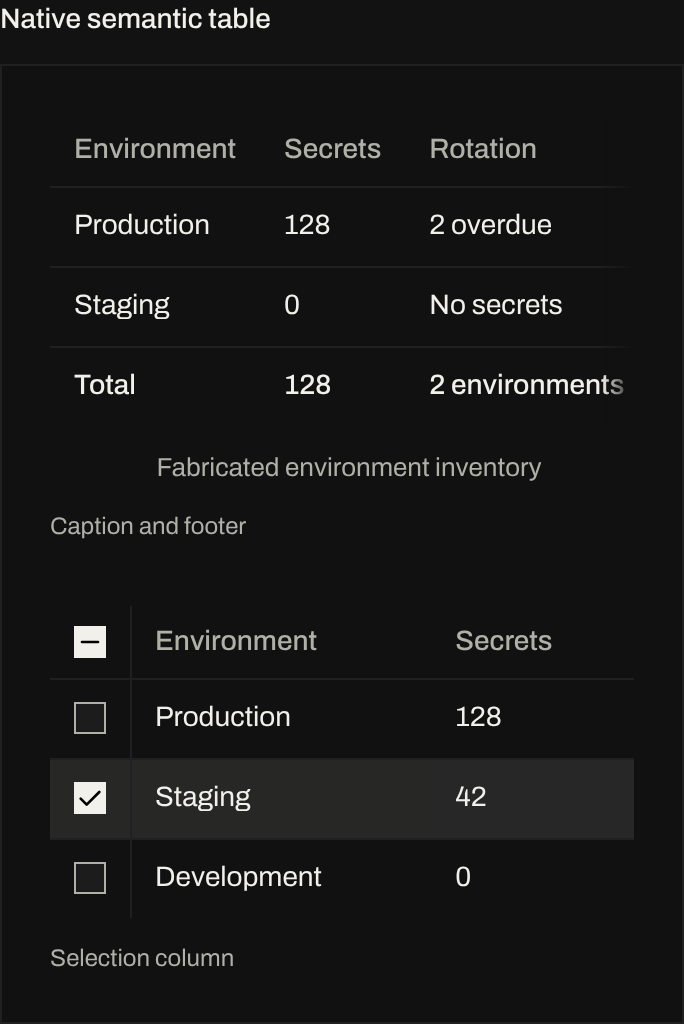 Native semantic table
Environment Secrets Rotation
Production 128 2 overdue
Staging 0 No secrets
Total 128 2 environments
Fabricated environment inventory
Caption and footer
Environment Secrets
Production 128
Staging 42
Development 0
Selection column